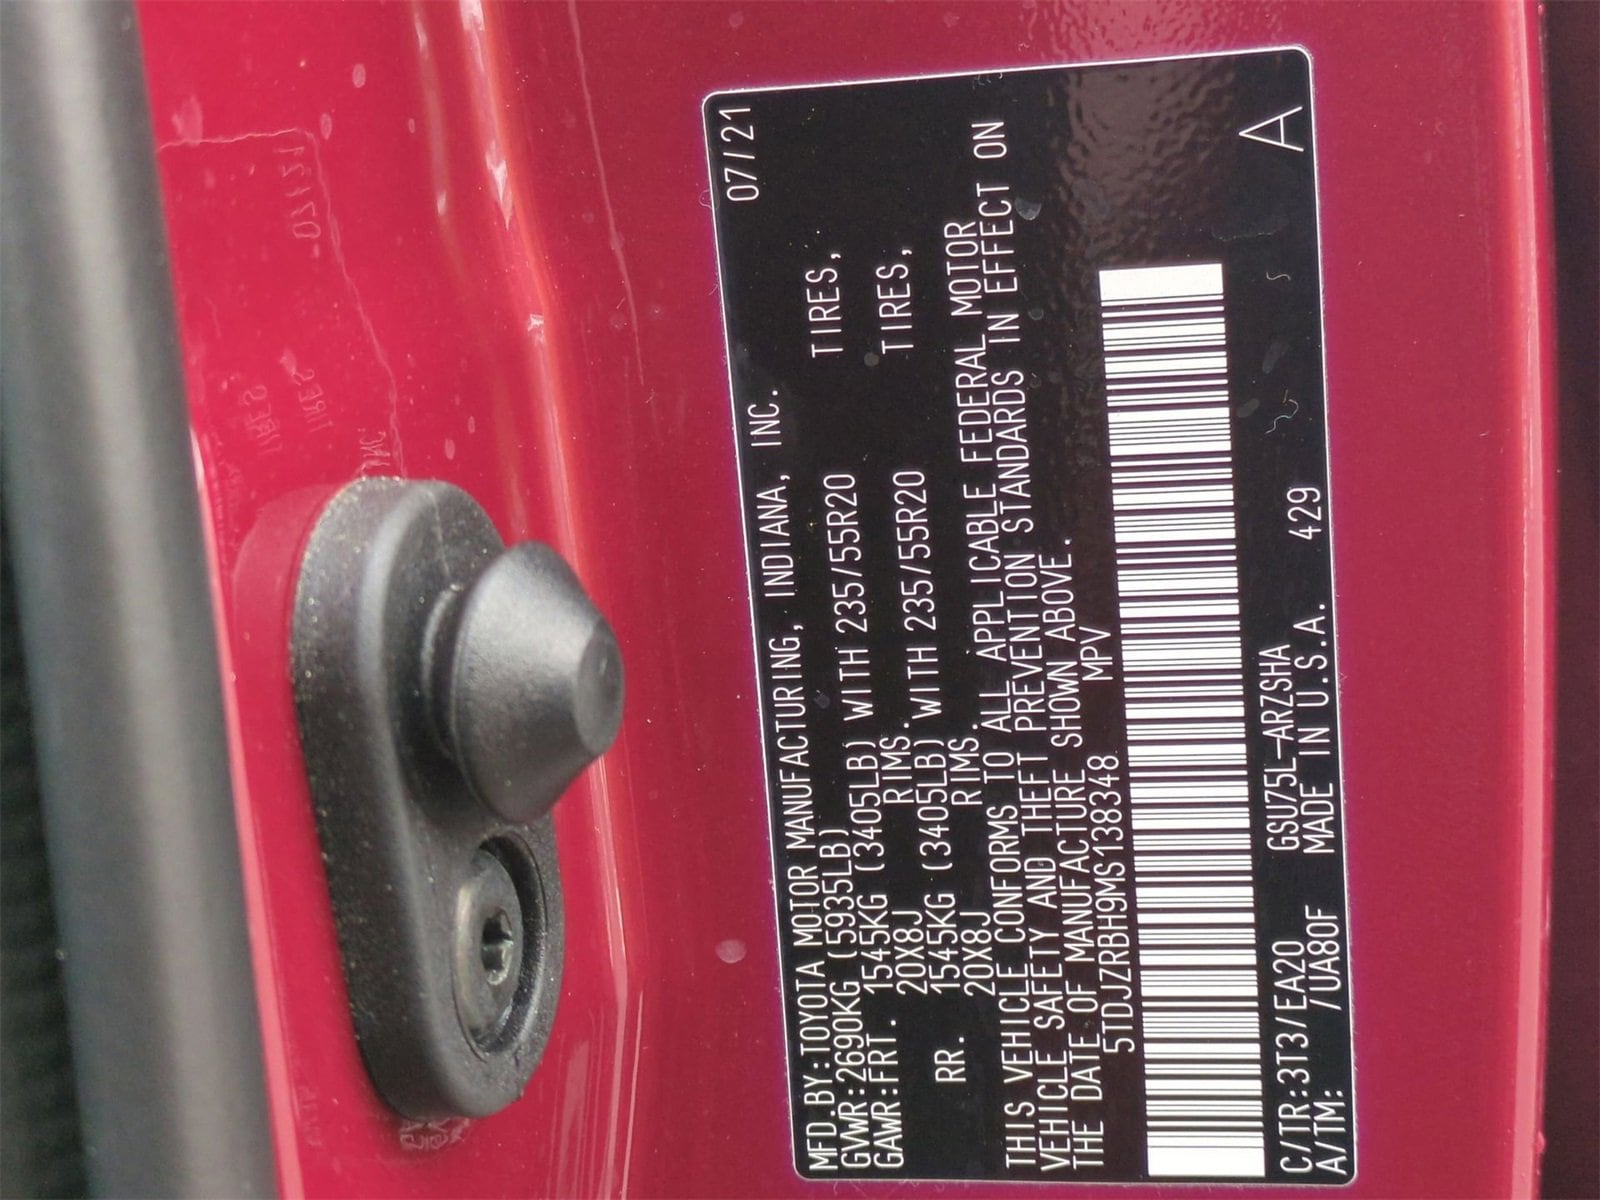 MFD.BY:TOYOTA MOTOR MANUFACTURING, INDIANA, INC. 07/21
GVWR:2690KG (5935LB)
GAWR:FRT. 1545KG (3405LB) WITH 235/55R20 TIRES,
20X8J RIMS.
RR. 1545KG (3405LB) WITH 235/55R20 TIRES,
20X8J RIMS.
THIS VEHICLE CONFORMS TO ALL APPLICABLE FEDERAL MOTOR
VEHICLE SAFETY AND THEFT PREVENTION STANDARDS IN EFFECT ON
THE DATE OF MANUFACTURE SHOWN ABOVE.
5TDJZRBH9MS138348 MPV
C/TR:3T3/EA20 GSU75L-ARZSHA
A/TM: /UA80F MADE IN U.S.A. 429 A